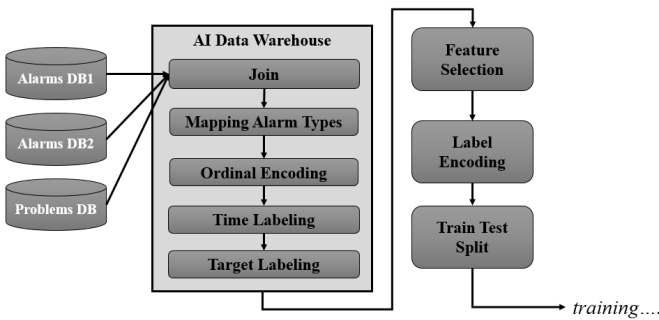 Alarms DB1
Alarms DB2
Problems DB
AI Data Warehouse
Join
Mapping Alarm Types
Ordinal Encoding
Time Labeling
Target Labeling
Feature
Selection
Label
Encoding
Train Test
Split
training....